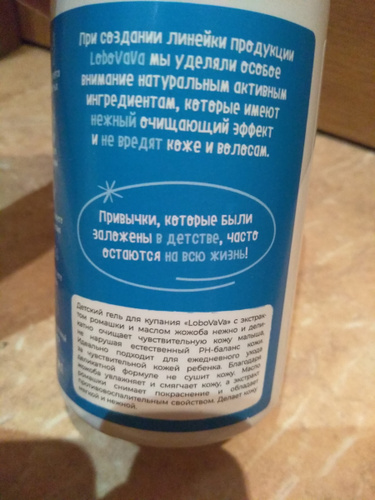 При создании линейки продукции
LoboVaVa мы уделяли особое
внимание натуральным активным
ингредиентам, которые имеют
нежный очищающий эффект
и не вредят коже и волосам.
Привычки, которые были
заложены в детстве, часто
остаются на всю жизнь!
Детский гель для купания «LoboVaVa» с экстрак-
том ромашки и маслом жожоба нежно и дели-
катно очищает чувствительную кожу малыша,
не нарушая естественный PH-баланс кожи.
Идеально подходит для ежедневного ухода
за чувствительной кожей ребенка. Благодаря
деликатной формуле не сушит кожу. Масло
жожоба увлажняет и смягчает кожу, а экстракт
ромашки снимает покраснение и обладает
противовоспалительным свойством. Делает кожу
мягкой и нежной.